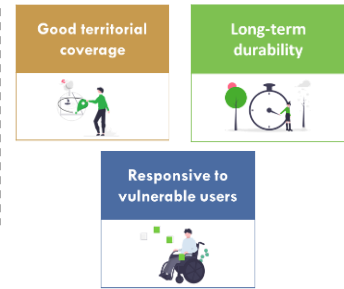 Good territorial
coverage
Long-term
durability
Responsive to
vulnerable users